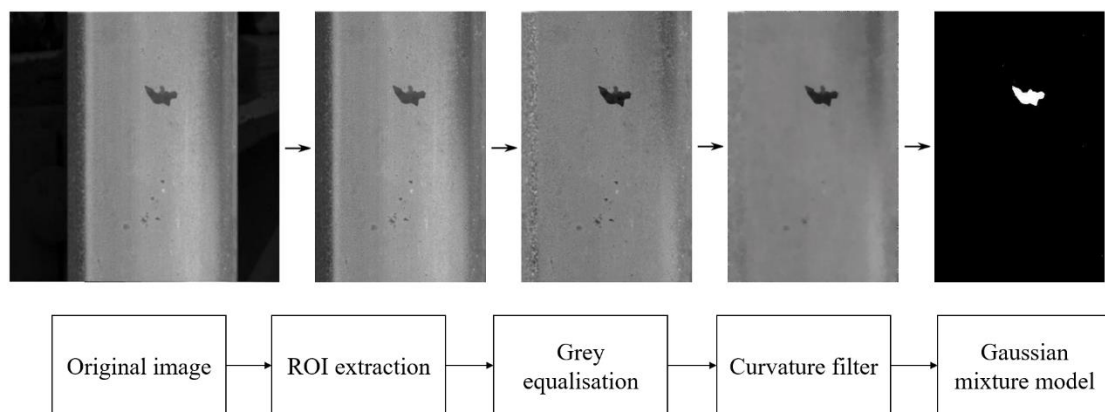 Original image
ROI extraction
Grey
equalisation
Curvature filter
Gaussian
mixture model